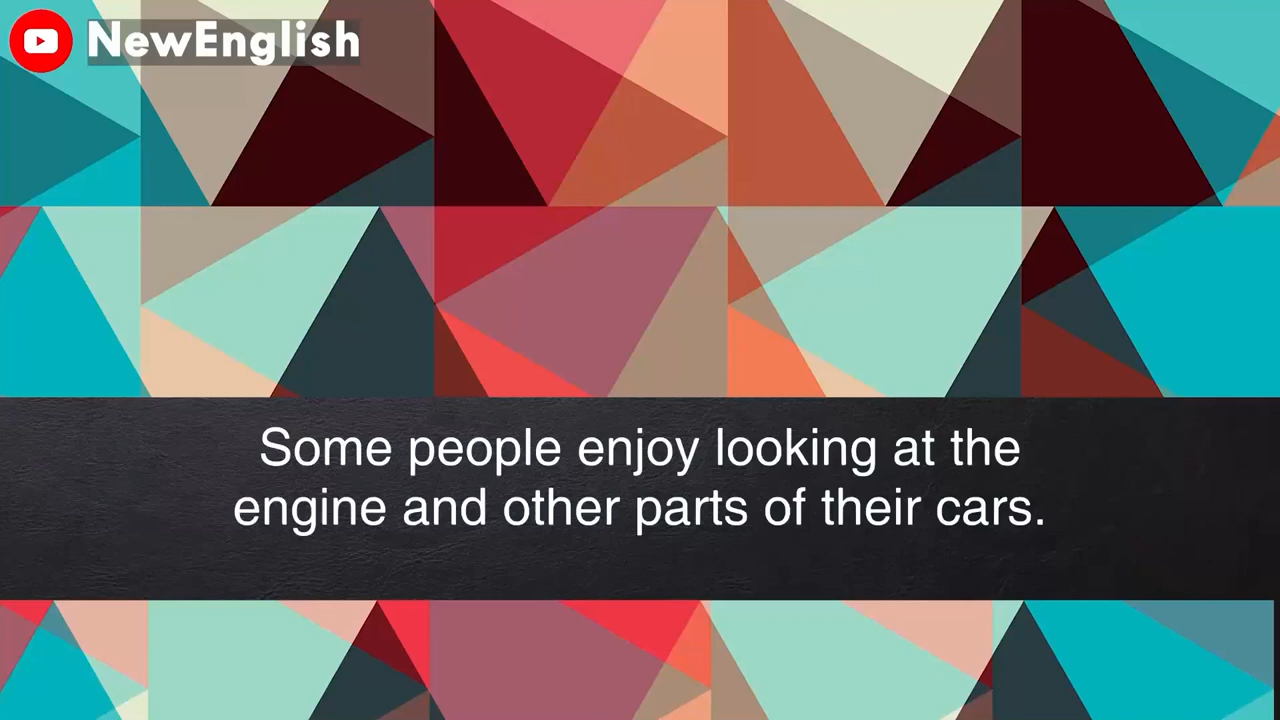 NewEnglish
Some people enjoy looking at the
engine and other parts of their cars.